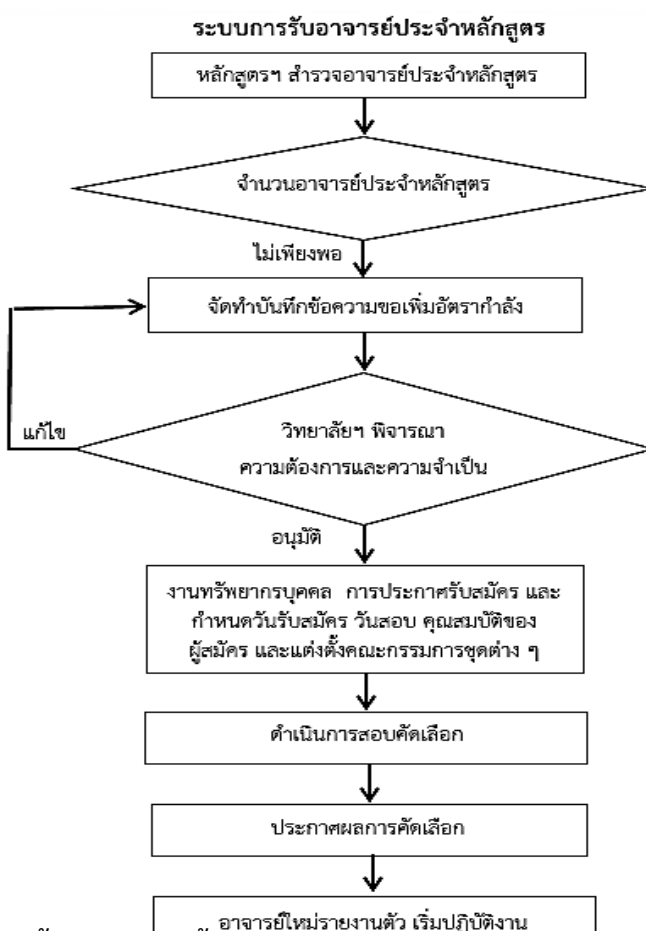 ระบบการรับอาจารย์ประจำหลักสูตร
หลักสูตรฯ สำรวจอาจารย์ประจำหลักสูตร
จำนวนอาจารย์ประจำหลักสูตร
ไม่เพียงพอ
จัดทำบันทึกข้อความขอเพิ่มอัตรากำลัง
แก้ไข
วิทยาลัยฯ พิจารณา
ความต้องการและความจำเป็น
อนุมัติ
งานทรัพยากรบุคคล การประกาศรับสมัคร และ
กำหนดวันรับสมัคร วันสอบ คุณสมบัติของ
ผู้สมัคร และแต่งตั้งคณะกรรมการชุดต่าง ๆ
ดำเนินการสอบคัดเลือก
ประกาศผลการคัดเลือก
อาจารย์ใหม่รายงานตัว เริ่มปฏิบัติงาน